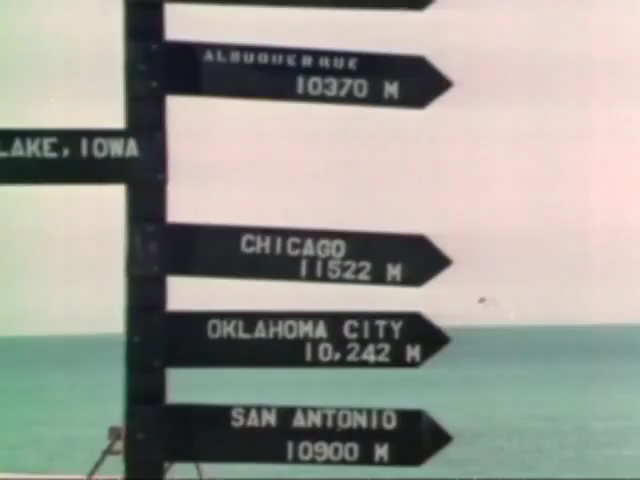 ALBUQUERQUE
10370 M
LAKE, IOWA
CHICAGO
11522 M
OKLAHOMA CITY
10,242 M
SAN ANTONIO
10900 M